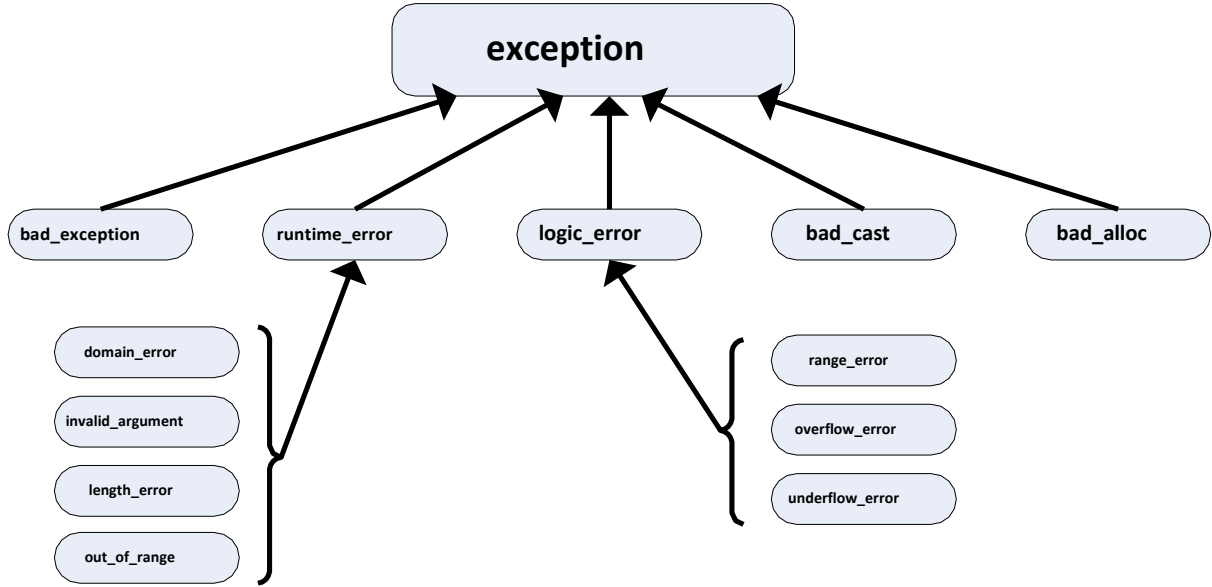 exception
bad_exception
runtime_error
logic_error
bad_cast
bad_alloc
domain_error
invalid_argument
length_error
out_of_range
range_error
overflow_error
underflow_error